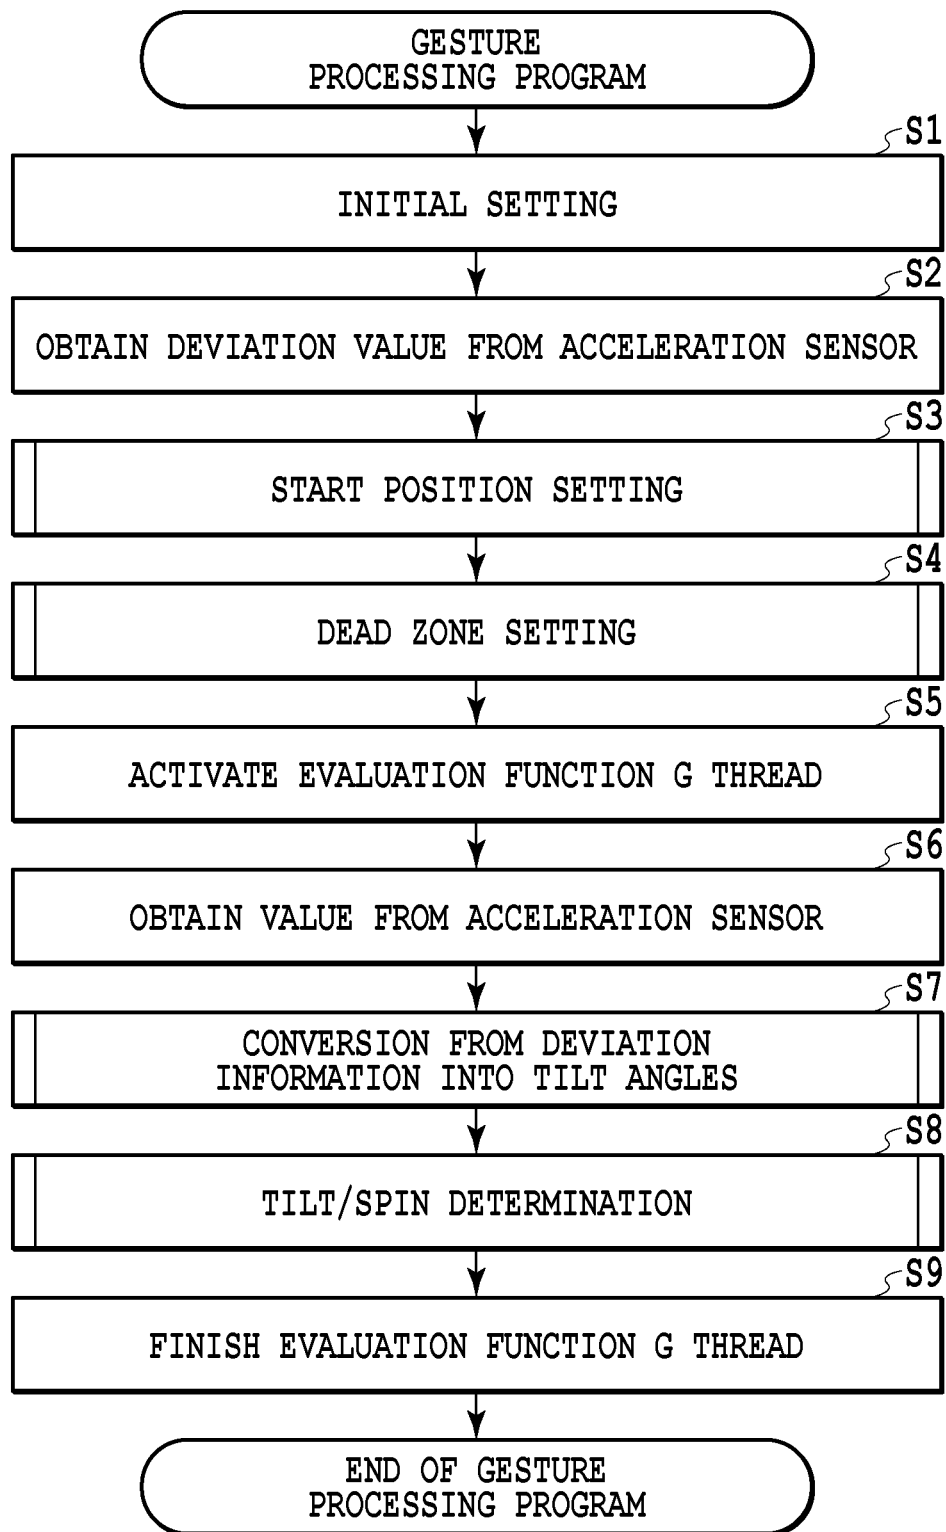 GESTURE
PROCESSING PROGRAM
S1
INITIAL SETTING
S2
OBTAIN DEVIATION VALUE FROM ACCELERATION SENSOR
S3
START POSITION SETTING
S4
DEAD ZONE SETTING
S5
ACTIVATE EVALUATION FUNCTION G THREAD
S6
OBTAIN VALUE FROM ACCELERATION SENSOR
S7
CONVERSION FROM DEVIATION
INFORMATION INTO TILT ANGLES
S8
TILT/SPIN DETERMINATION
S9
FINISH EVALUATION FUNCTION G THREAD
END OF GESTURE
PROCESSING PROGRAM